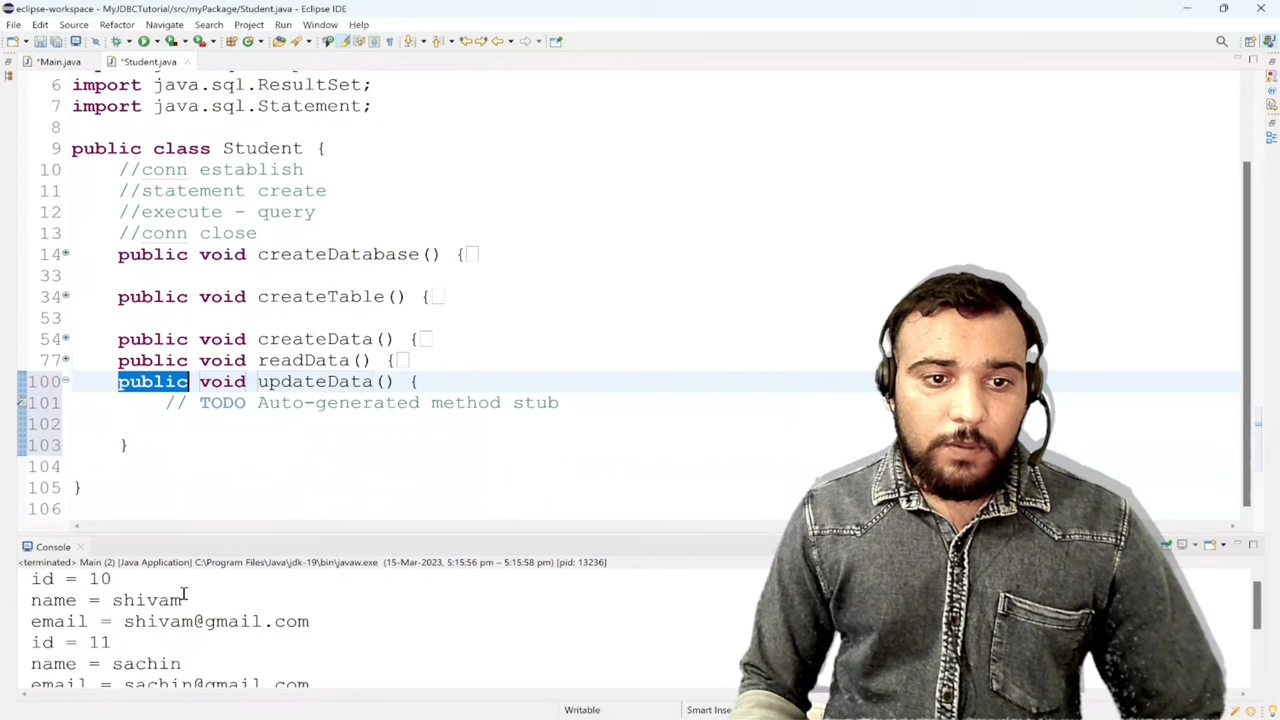 eclipse-workspace - MyJDBCTutorial/src/myPackage/Student.java - Eclipse IDE
File Edit Source Refactor Navigate Search Project Run Window Help
*Main.java *Student.java
6 import java.sql.ResultSet;
7 import java.sql.Statement;
8
9 public class Student {
10 //conn establish
11 //statement create
12 //execute - query
13 //conn close
14 public void createDatabase() {
33
34 public void createTable() {
53
54 public void createData() {
77 public void readData() {
100 public void updateData() {
101 // TODO Auto-generated method stub
102
103 }
104
105 }
106
Console
<terminated> Main (2) [Java Application] C:\Program Files\Java\jdk-19\bin\javaw.exe (15-Mar-2023, 5:15:56 pm – 5:15:58 pm) [pid: 13236]
id = 10
name = shivam
email = shivam@gmail.com
id = 11
name = sachin
email = sachin@gmail.com
Writable Smart Inse